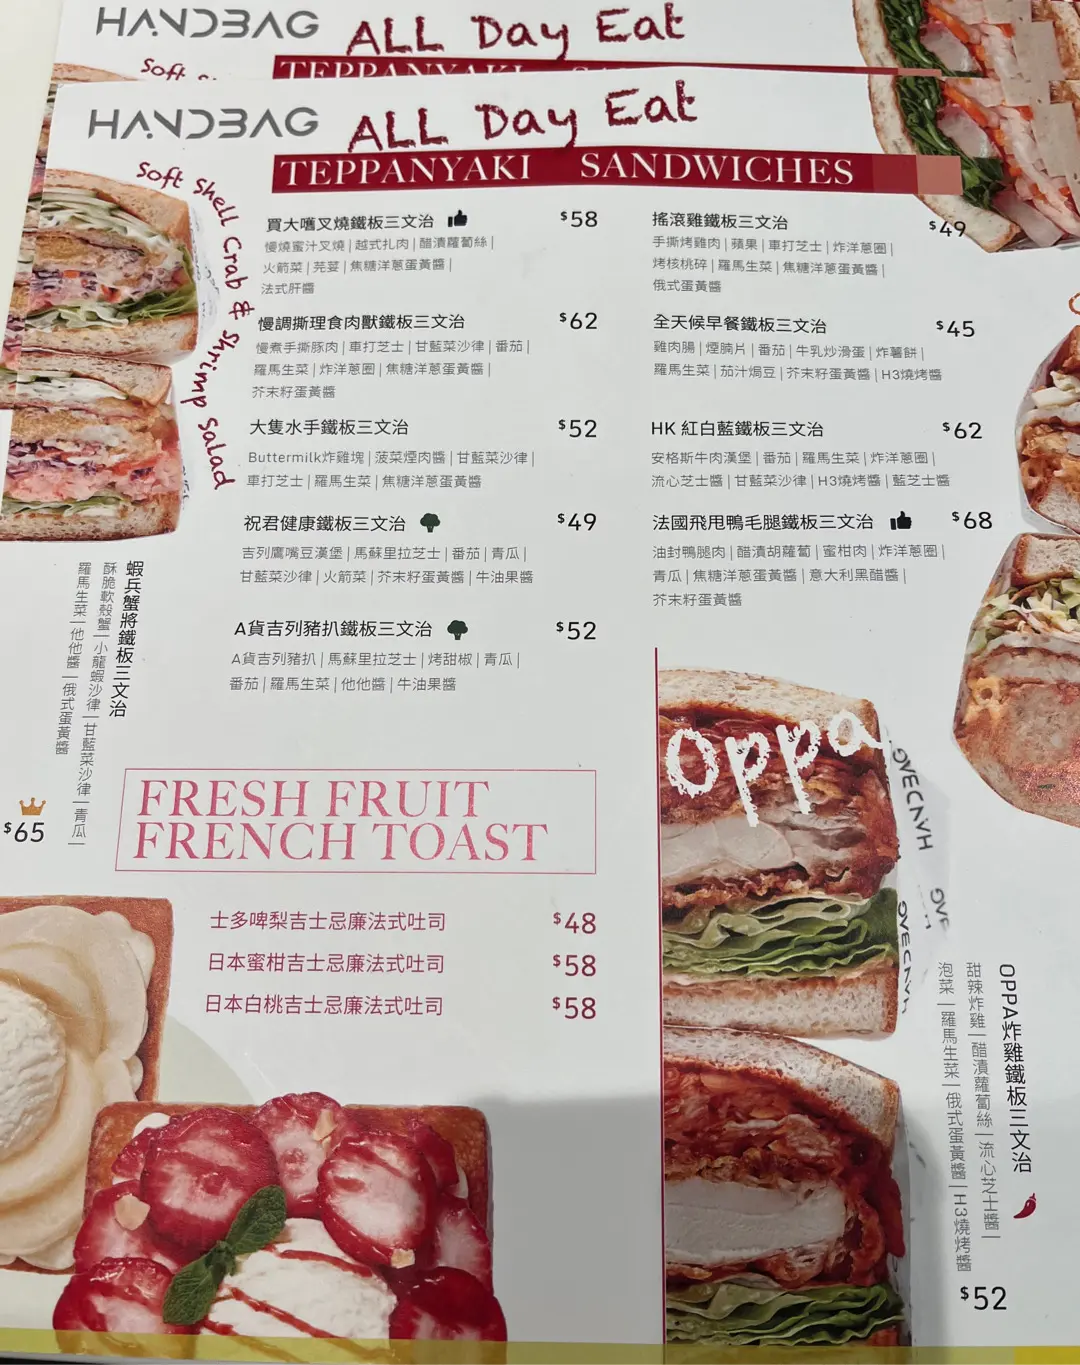 HANDBAG
ALL Day Eat
Soft
TEPPANYAKI
HANDBAG
ALL Day Eat
TEPPANYAKI SANDWICHES
Soft Shell Crab & Shrimp Salad
買大嚿叉燒鐵板三文治 $58
慢燒蜜汁叉燒|越式扎肉|醋漬蘿蔔絲|
火箭菜|芫荽|焦糖洋蔥蛋黃醬|
法式肝醬
慢調撕理食肉獸鐵板三文治 $62
慢煮手撕豚肉|車打芝士|甘藍菜沙律|番茄|
羅馬生菜|炸洋蔥圈|焦糖洋蔥蛋黃醬|
芥末籽蛋黃醬
大隻水手鐵板三文治 $52
Buttermilk炸雞塊|菠菜煙肉醬|甘藍菜沙律|
車打芝士|羅馬生菜|焦糖洋蔥蛋黃醬
祝君健康鐵板三文治 $49
吉列鷹嘴豆漢堡|馬蘇里拉芝士|番茄|青瓜|
甘藍菜沙律|火箭菜|芥末籽蛋黃醬|牛油果醬
A貨吉列豬扒鐵板三文治 $52
A貨吉列豬扒|馬蘇里拉芝士|烤甜椒|青瓜|
番茄|羅馬生菜|他他醬|牛油果醬
搖滾雞鐵板三文治 $49
手撕烤雞肉|蘋果|車打芝士|炸洋蔥圈|
烤核桃碎|羅馬生菜|焦糖洋蔥蛋黃醬|
俄式蛋黃醬
全天候早餐鐵板三文治 $45
雞肉腸|煙腩片|番茄|牛乳炒滑蛋|炸薯餅|
羅馬生菜|茄汁焗豆|芥末籽蛋黃醬|H3燒烤醬
HK 紅白藍鐵板三文治 $62
安格斯牛肉漢堡|番茄|羅馬生菜|炸洋蔥圈|
流心芝士醬|甘藍菜沙律|H3燒烤醬|藍芝士醬
法國飛甩鴨毛腿鐵板三文治 $68
油封鴨腿肉|醋漬胡蘿蔔|蜜柑肉|炸洋蔥圈|
青瓜|焦糖洋蔥蛋黃醬|意大利黑醋醬|
芥末籽蛋黃醬
蝦兵蟹將鐵板三文治
酥脆軟殼蟹|小龍蝦沙律|甘藍菜沙律|青瓜|
羅馬生菜|他他醬|俄式蛋黃醬
$65
FRESH FRUIT
FRENCH TOAST
士多啤梨吉士忌廉法式吐司 $48
日本蜜柑吉士忌廉法式吐司 $58
日本白桃吉士忌廉法式吐司 $58
Oppa
OVECNVH
OVECNVH
OPPA炸雞鐵板三文治
甜辣炸雞|醋漬蘿蔔絲|流心芝士醬|
泡菜|羅馬生菜|俄式蛋黃醬|H3燒烤醬
$52